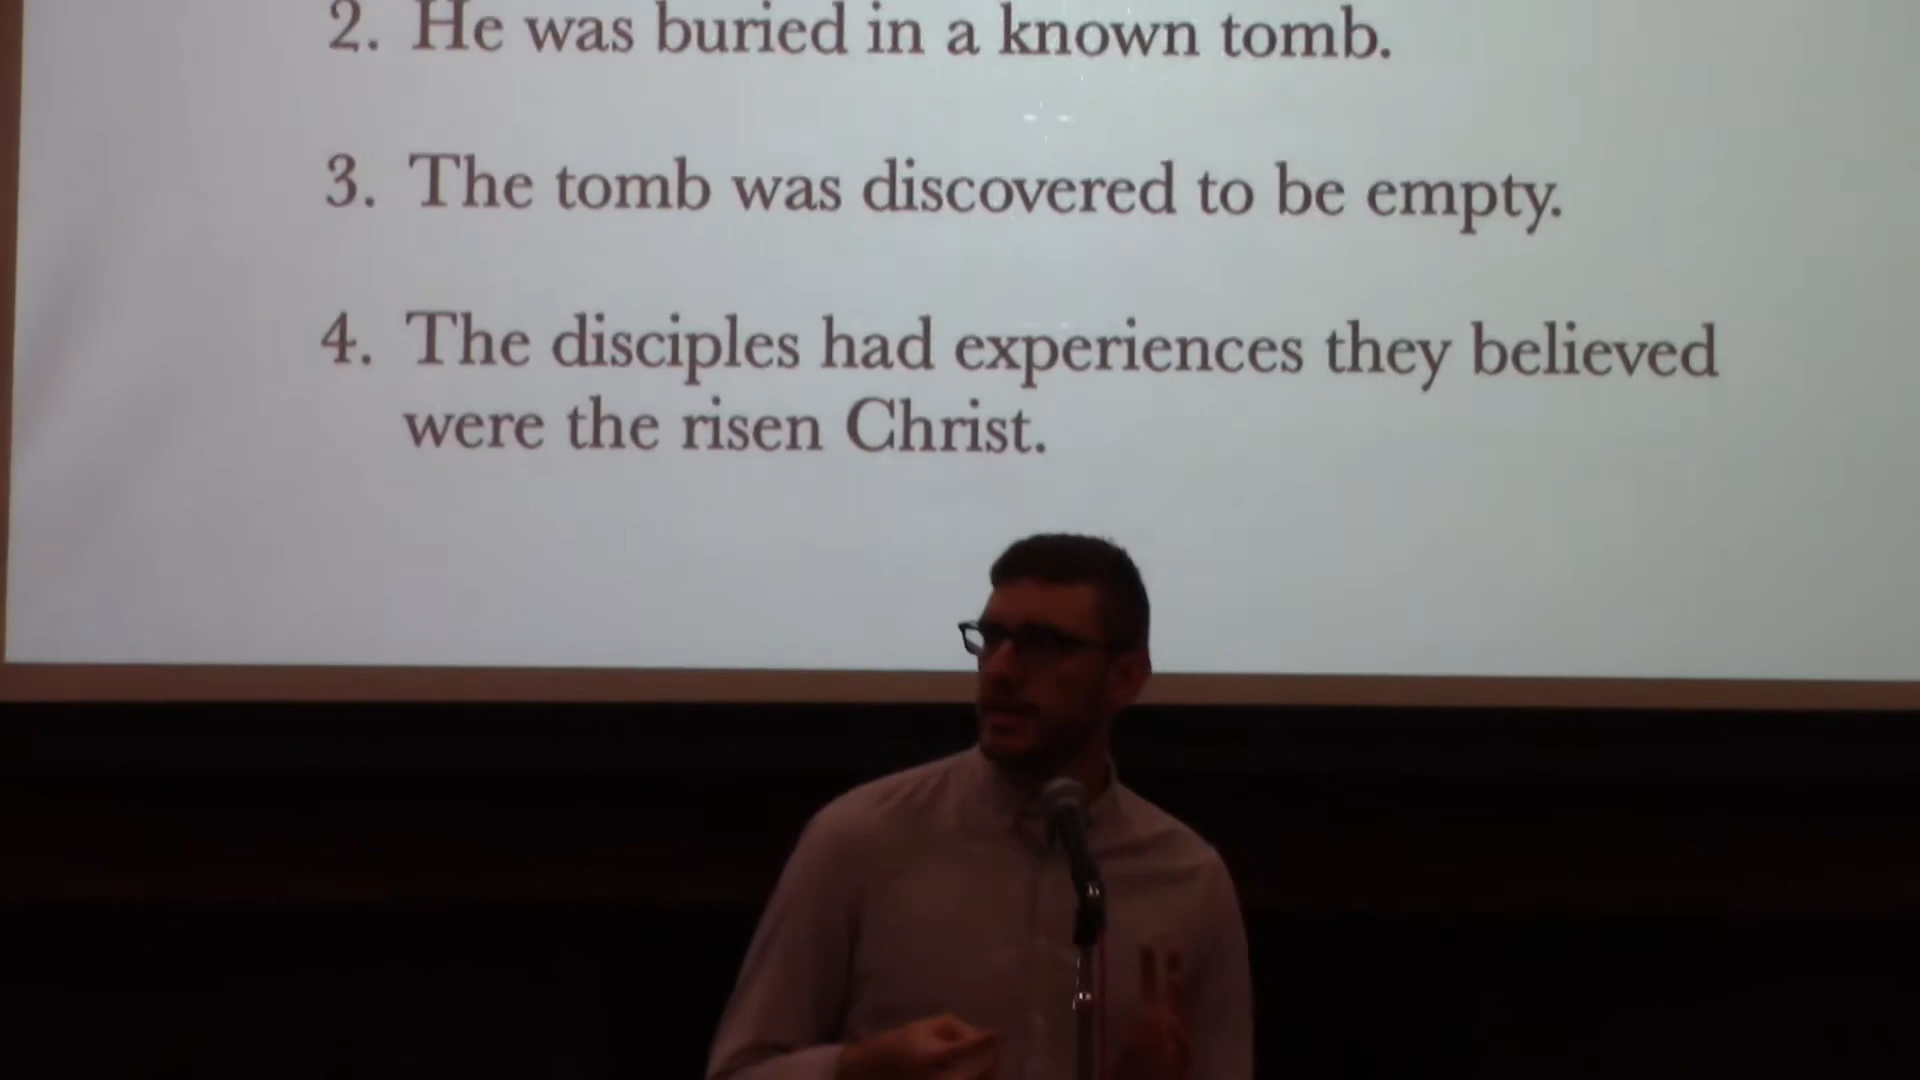 2. He was buried in a known tomb.
3. The tomb was discovered to be empty.
4. The disciples had experiences they believed
were the risen Christ.